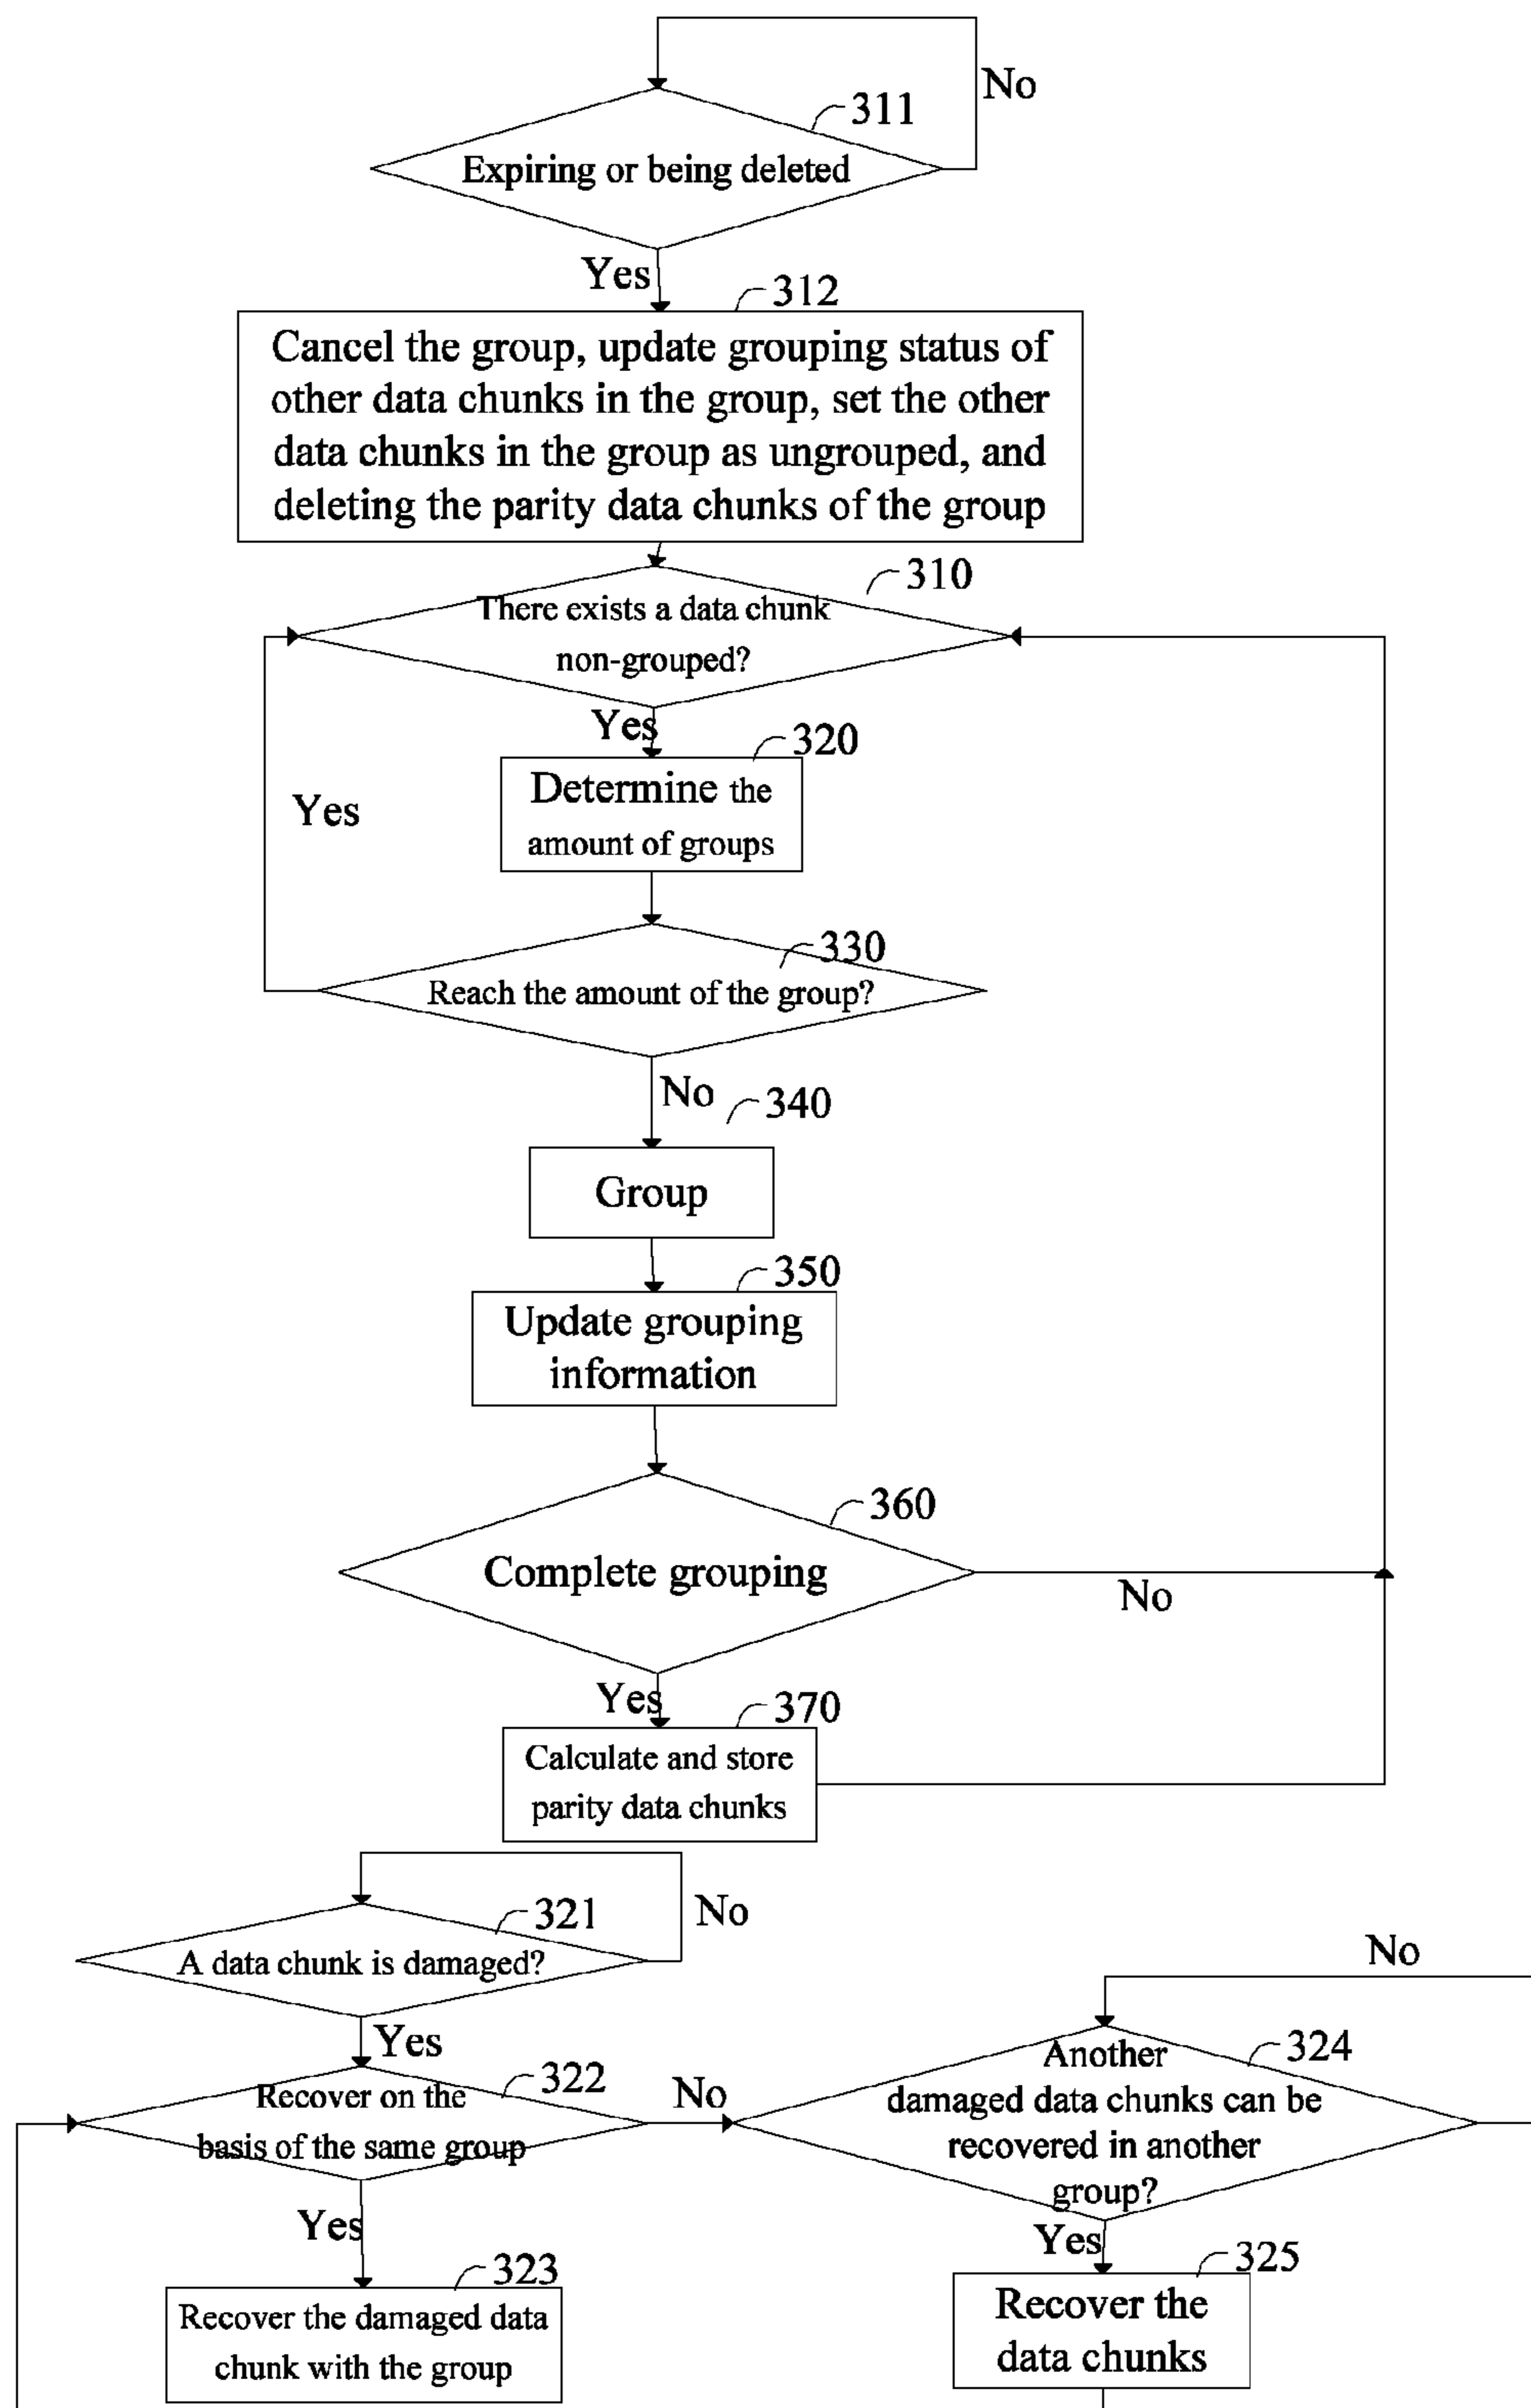 No
311
Expiring or being deleted
Yes
312
Cancel the group, update grouping status of
other data chunks in the group, set the other
data chunks in the group as ungrouped, and
deleting the parity data chunks of the group
310
There exists a data chunk
non-grouped?
Yes
320
Determine the
amount of groups
Yes
330
Reach the amount of the group?
No
340
Group
350
Update grouping
information
360
Complete grouping
No
Yes
370
Calculate and store
parity data chunks
321
No
A data chunk is damaged?
No
Yes
322
Recover on the
basis of the same group
No
324
Another
damaged data chunks can be
recovered in another
group?
Yes
323
Recover the damaged data
chunk with the group
Yes
325
Recover the
data chunks